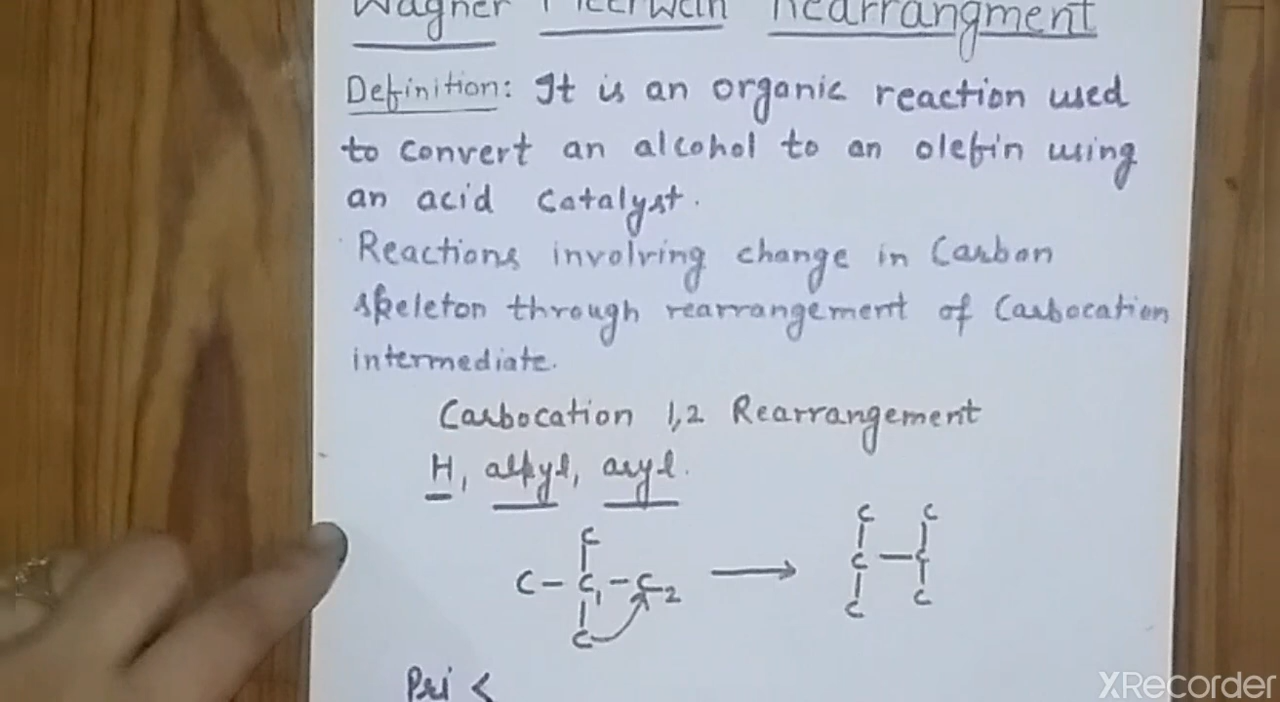 Wagner Meerwein Rearrangment
Definition: It is an organic reaction used
to convert an alcohol to an olefin using
an acid catalyst.
Reactions involving change in Carbon
skeleton through rearrangement of Carbocation
intermediate.
Carbocation 1,2 Rearrangement
H, alkyl, aryl.
C C C
C – C1 – C2 → C – C
C C C
Pri <
XRecorder